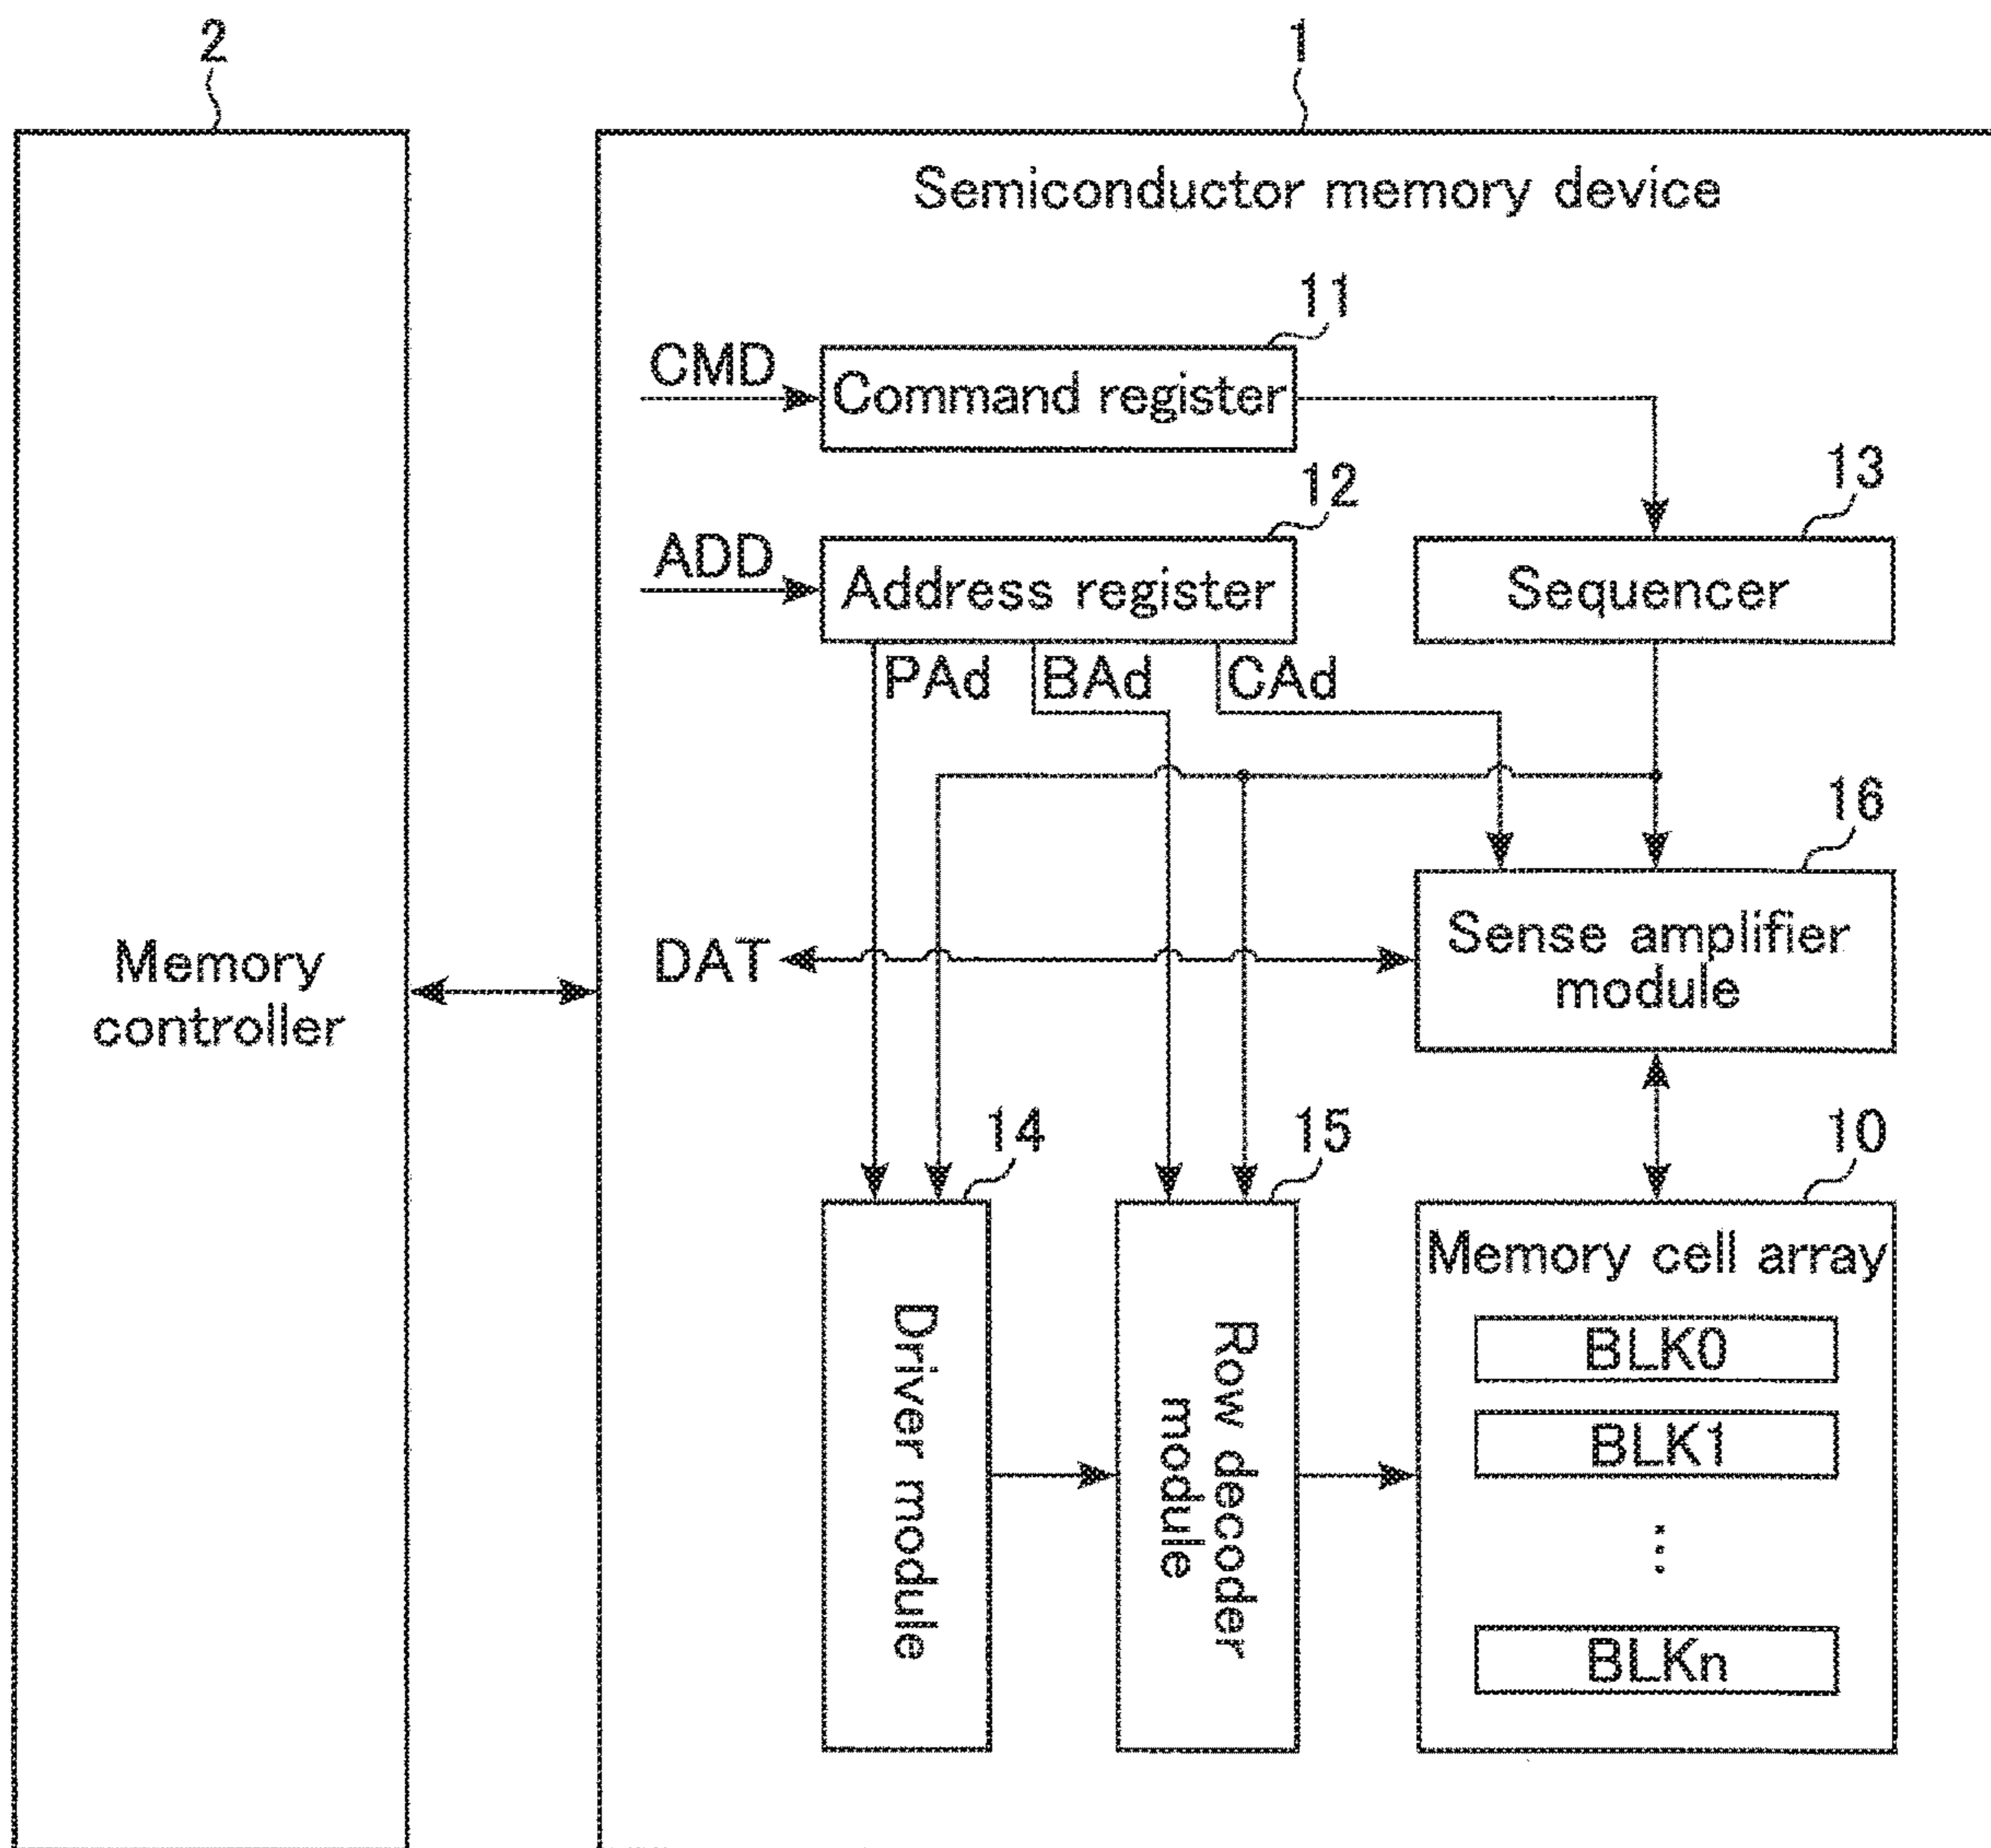 2
1
Semiconductor memory device
11
CMD
Command register
12
13
ADD
Address register
Sequencer
PAd
BAd
CAd
16
DAT
Sense amplifier
module
Memory
controller
14
15
10
Driver module
Row decoder
module
Memory cell array
BLK0
BLK1
⋮
BLKn